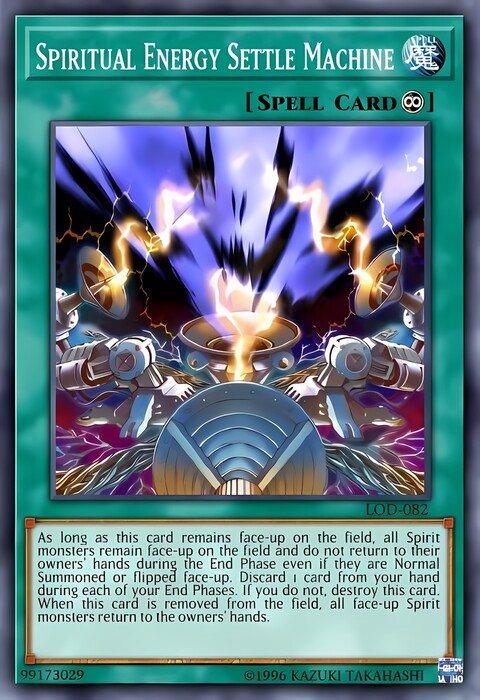 SPIRITUAL ENERGY SETTLE MACHINE 魔
[SPELL CARD]
LOD-082
As long as this card remains face-up on the field, all Spirit
monsters remain face-up on the field and do not return to their
owners' hands during the End Phase even if they are Normal
Summoned or flipped face-up. Discard 1 card from your hand
during each of your End Phases. If you do not, destroy this card.
When this card is removed from the field, all face-up Spirit
monsters return to the owners' hands.
99173029
©1996 KAZUKI TAKAHASHI